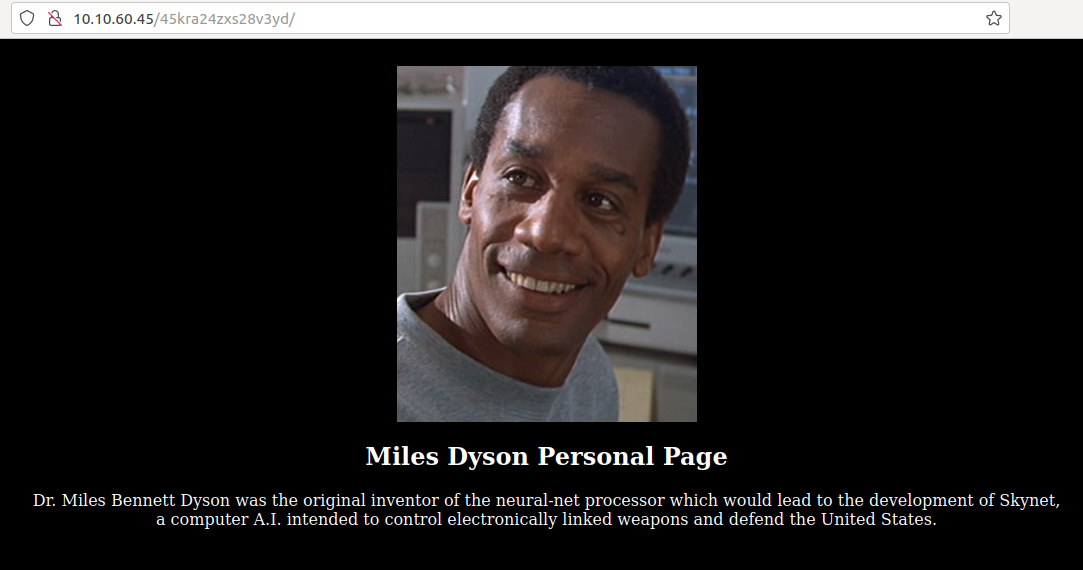 10.10.60.45/45kra24zxs28v3yd/
Miles Dyson Personal Page
Dr. Miles Bennett Dyson was the original inventor of the neural-net processor which would lead to the development of Skynet,
a computer A.I. intended to control electronically linked weapons and defend the United States.